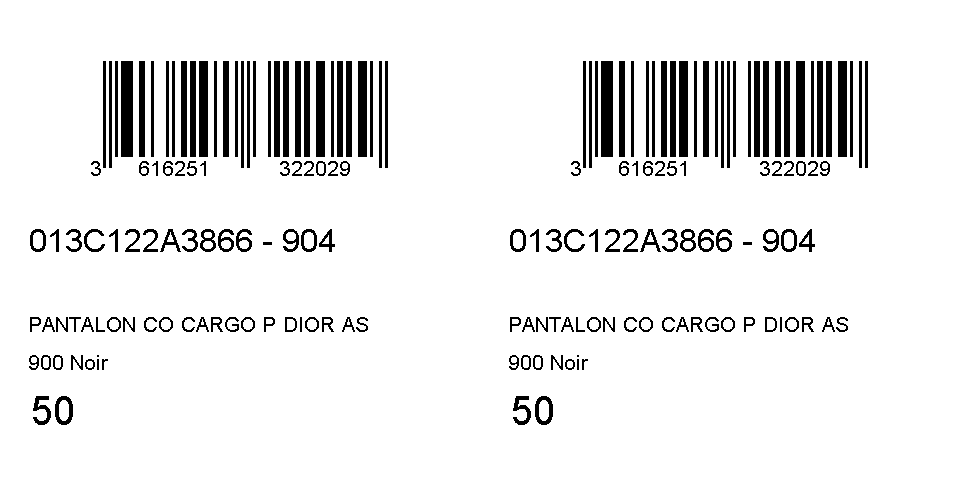 3 616251 322029
013C122A3866 - 904
PANTALON CO CARGO P DIOR AS
900 Noir
50
3 616251 322029
013C122A3866 - 904
PANTALON CO CARGO P DIOR AS
900 Noir
50